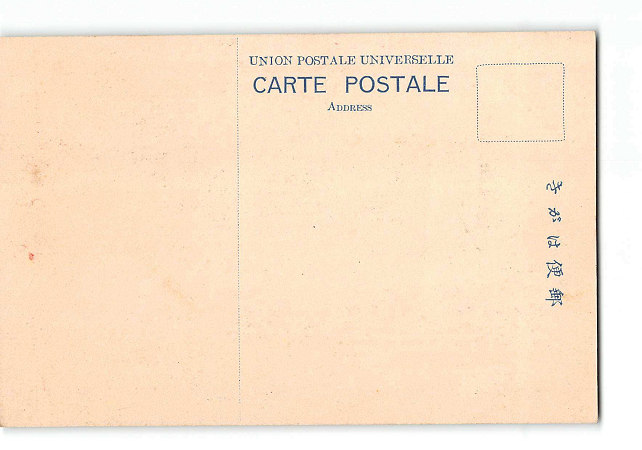 UNION POSTALE UNIVERSELLE
CARTE POSTALE
ADDRESS
きがは便郵